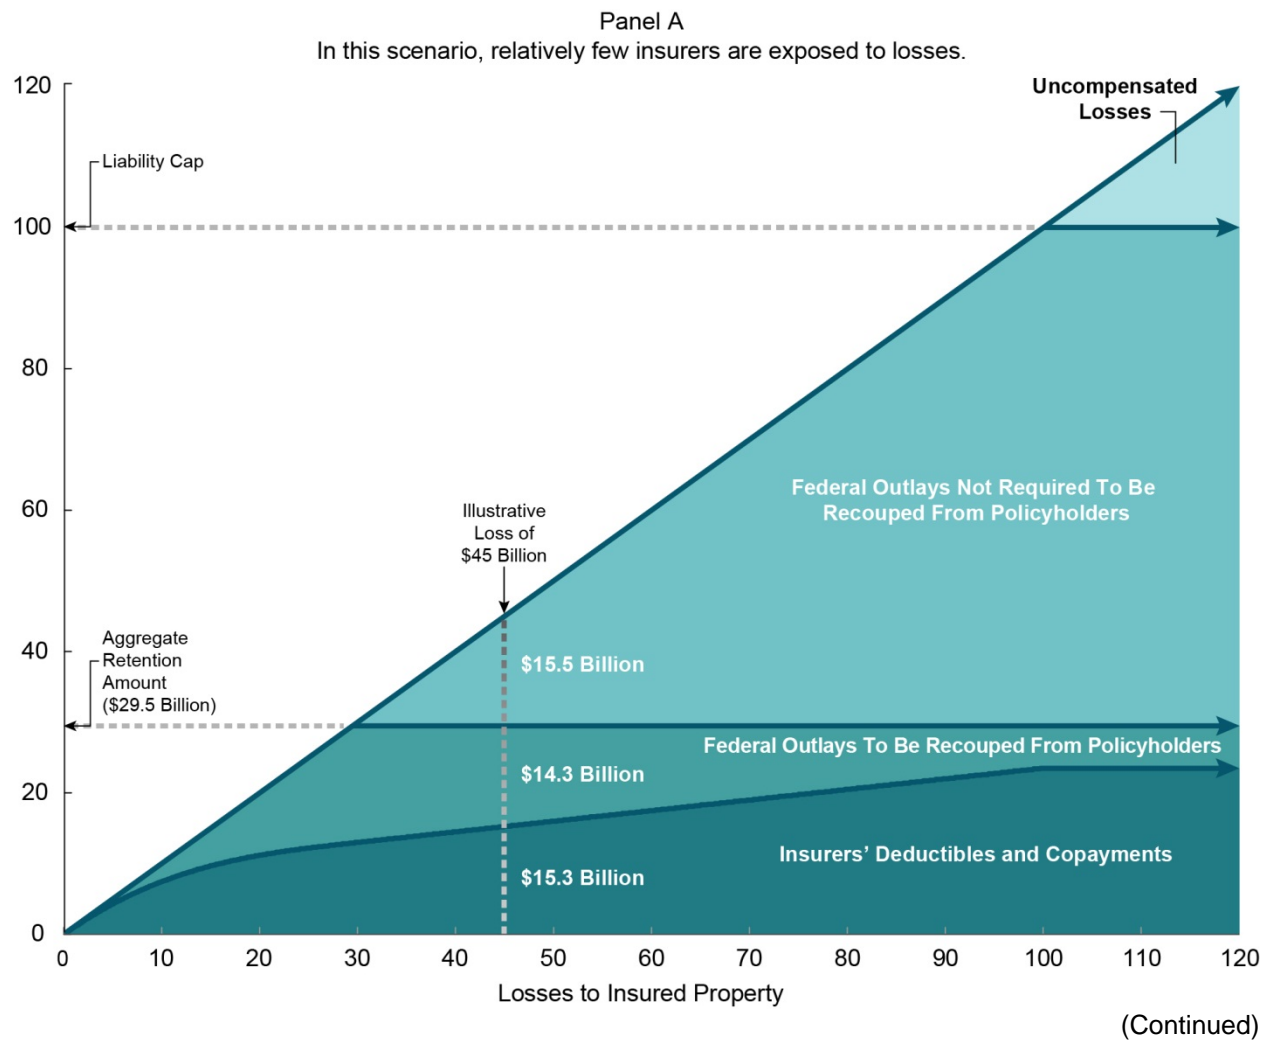 Panel A
In this scenario, relatively few insurers are exposed to losses.
120
Uncompensated
Losses
Liability Cap
100
80
Federal Outlays Not Required To Be
Recouped From Policyholders
60
Illustrative
Loss of
$45 Billion
Aggregate
Retention
Amount
($29.5 Billion)
40
$15.5 Billion
Federal Outlays To Be Recouped From Policyholders
$14.3 Billion
20
Insurers’ Deductibles and Copayments
$15.3 Billion
0
0 10 20 30 40 50 60 70 80 90 100 110 120
Losses to Insured Property
(Continued)